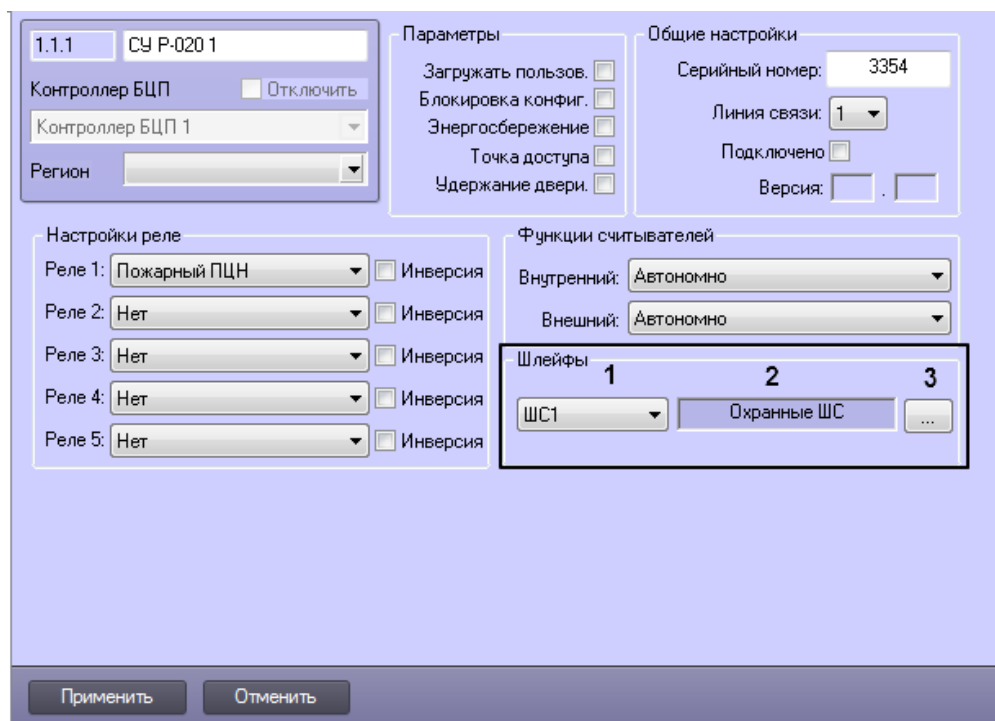 1.1.1 СУ Р-020 1
Контроллер БЦП Отключить
Контроллер БЦП 1
Регион
Параметры
Загружать пользов.
Блокировка конфиг.
Энергосбережение
Точка доступа
Удержание двери.
Общие настройки
Серийный номер: 3354
Линия связи: 1
Подключено
Версия: .
Настройки реле
Реле 1: Пожарный ПЦН Инверсия
Реле 2: Нет Инверсия
Реле 3: Нет Инверсия
Реле 4: Нет Инверсия
Реле 5: Нет Инверсия
Функции считывателей
Внутренний: Автономно
Внешний: Автономно
Шлейфы
1 2 3
ШС1 Охранные ШС ...
Применить Отменить